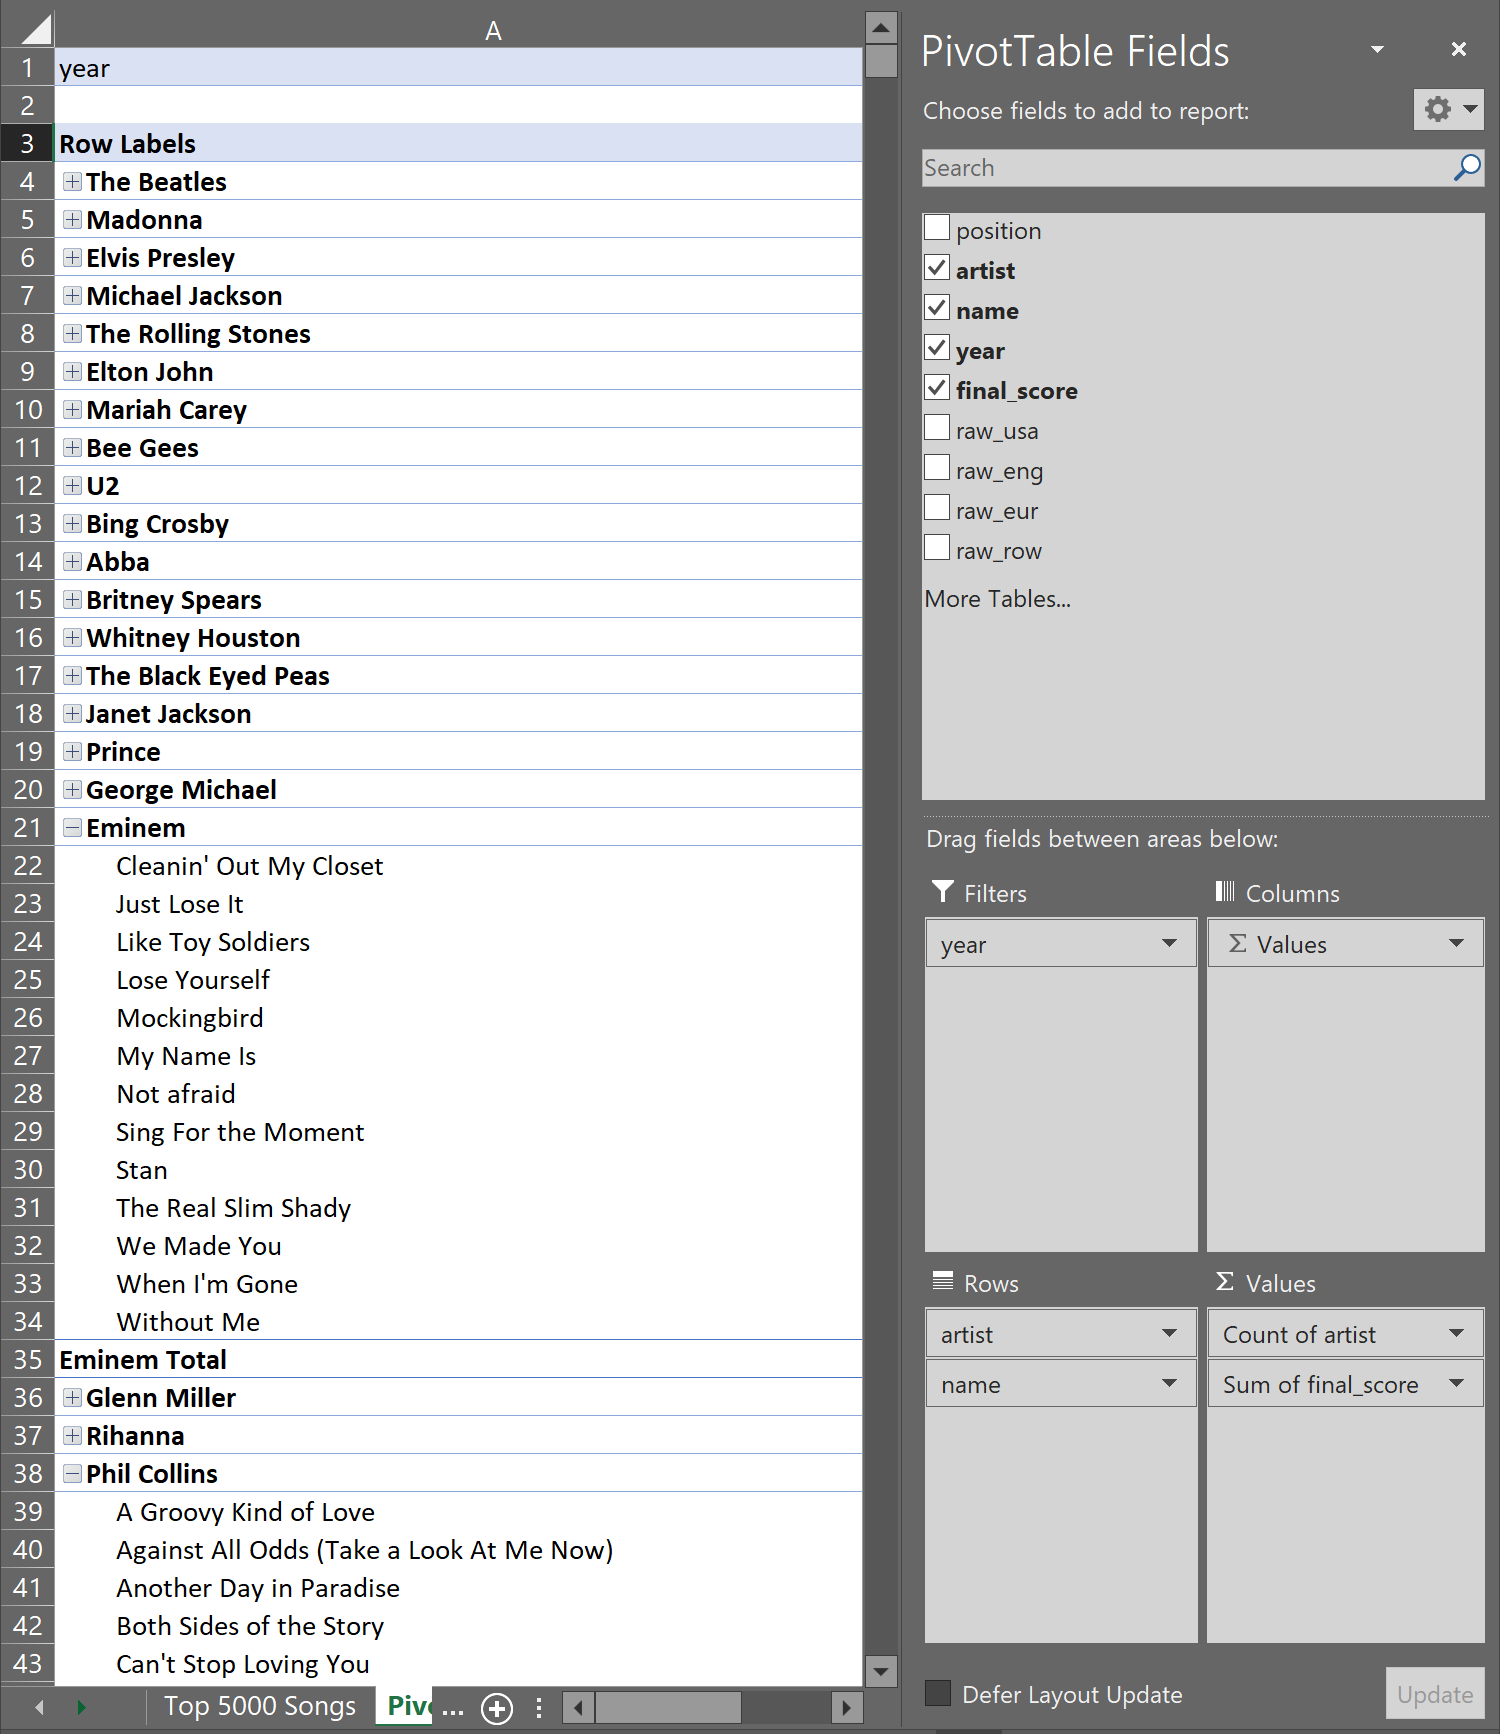 A
1 year
2
3 Row Labels
4 The Beatles
5 Madonna
6 Elvis Presley
7 Michael Jackson
8 The Rolling Stones
9 Elton John
10 Mariah Carey
11 Bee Gees
12 U2
13 Bing Crosby
14 Abba
15 Britney Spears
16 Whitney Houston
17 The Black Eyed Peas
18 Janet Jackson
19 Prince
20 George Michael
21 Eminem
22 Cleanin' Out My Closet
23 Just Lose It
24 Like Toy Soldiers
25 Lose Yourself
26 Mockingbird
27 My Name Is
28 Not afraid
29 Sing For the Moment
30 Stan
31 The Real Slim Shady
32 We Made You
33 When I'm Gone
34 Without Me
35 Eminem Total
36 Glenn Miller
37 Rihanna
38 Phil Collins
39 A Groovy Kind of Love
40 Against All Odds (Take a Look At Me Now)
41 Another Day in Paradise
42 Both Sides of the Story
43 Can't Stop Loving You
Top 5000 Songs Piv ...
PivotTable Fields
Choose fields to add to report:
Search
position
artist
name
year
final_score
raw_usa
raw_eng
raw_eur
raw_row
More Tables...
Drag fields between areas below:
Filters
year
Columns
Σ Values
Rows
artist
name
Σ Values
Count of artist
Sum of final_score
Defer Layout Update
Update